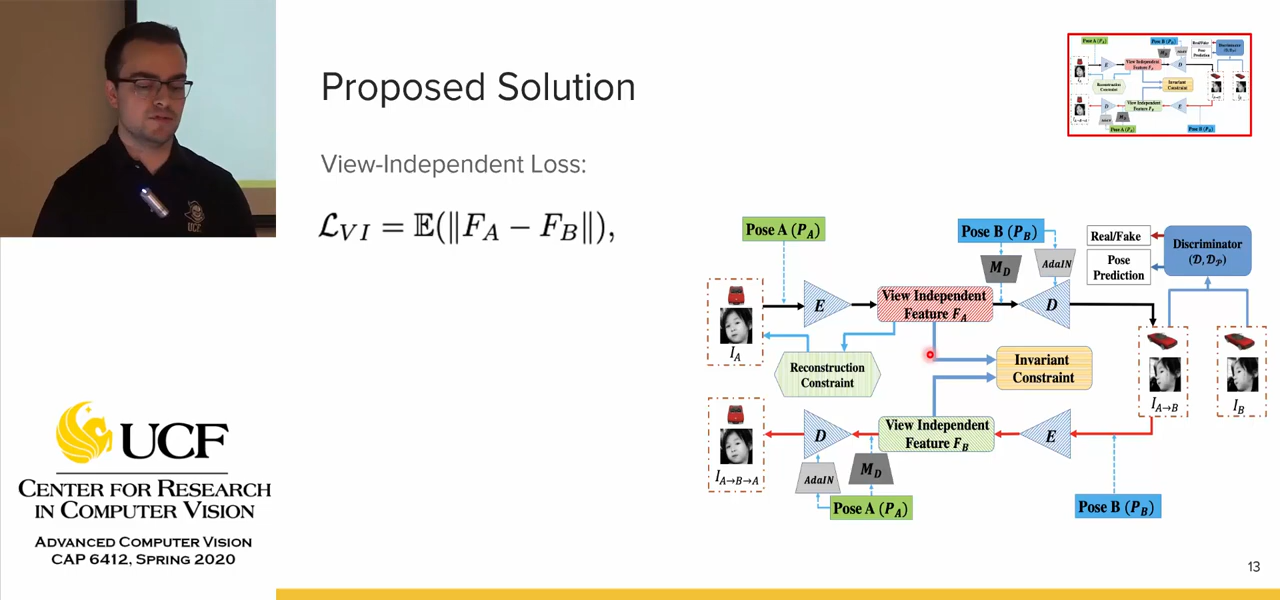 Proposed Solution
View-Independent Loss:
ℒ_VI = 𝔼(‖F_A − F_B‖),
Pose A (P_A)
Pose B (P_B)
Real/Fake
Discriminator
(D, D_P)
Pose
Prediction
M_D
AdaIN
E
View Independent
Feature F_A
D
I_A
Reconstruction
Constraint
Invariant
Constraint
I_A→B
I_B
D
View Independent
Feature F_B
E
I_A→B→A
AdaIN
M_D
Pose A (P_A)
Pose B (P_B)
UCF
CENTER FOR RESEARCH
IN COMPUTER VISION
ADVANCED COMPUTER VISION
CAP 6412, SPRING 2020
13
UCF